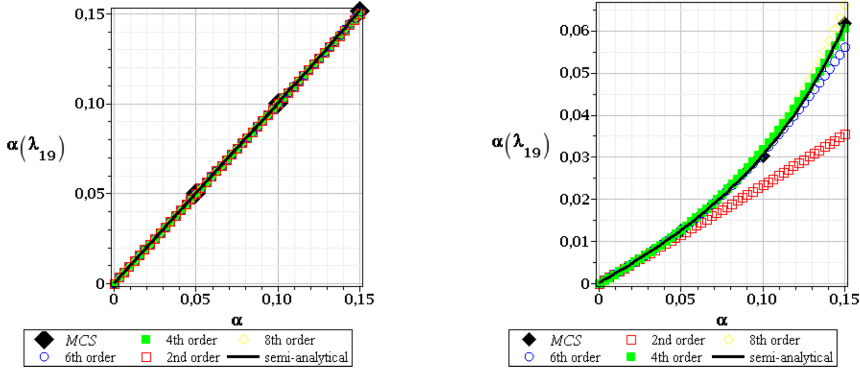 0,15
0,10
α(λ19)
0,05
0
0 0,05 0,10 0,15
α
MCS 4th order 8th order
6th order 2nd order semi-analytical
0,06
0,05
0,04
α(λ19)
0,03
0,02
0,01
0
0 0,05 0,10 0,15
α
MCS 2nd order 8th order
6th order 4th order semi-analytical